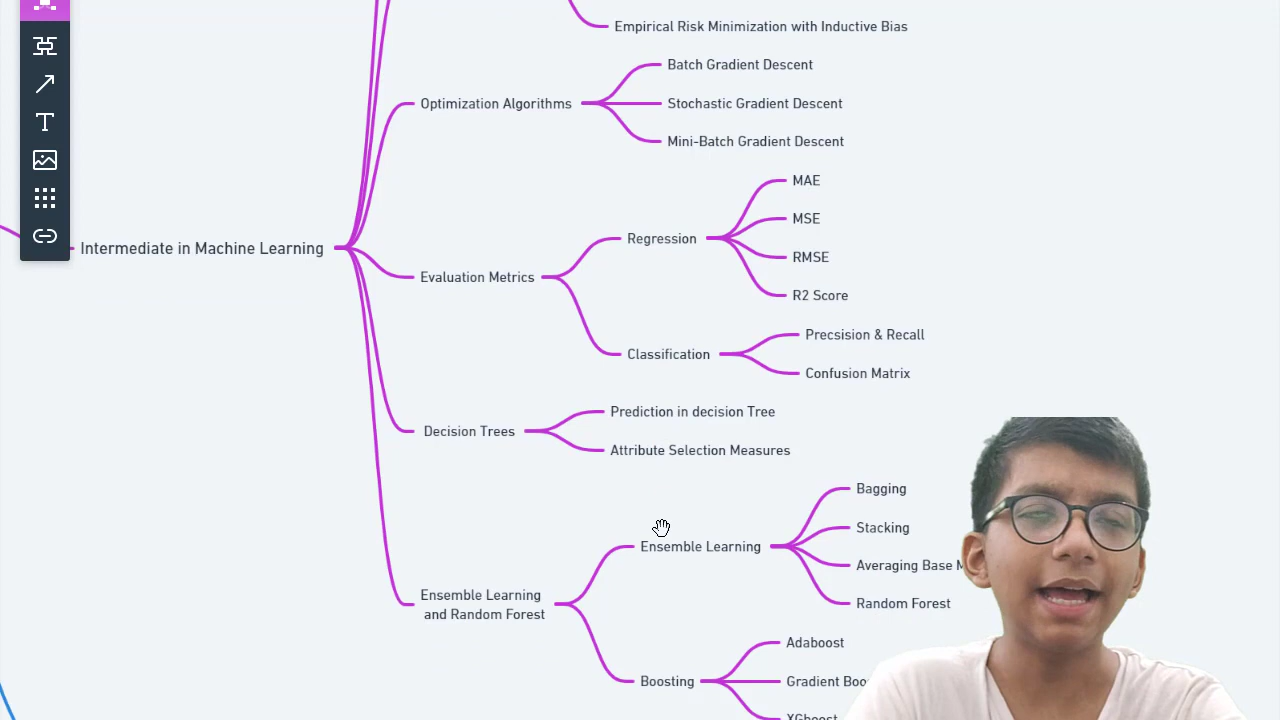 Empirical Risk Minimization with Inductive Bias
Batch Gradient Descent
Optimization Algorithms
Stochastic Gradient Descent
Mini-Batch Gradient Descent
MAE
MSE
Regression
Intermediate in Machine Learning
RMSE
Evaluation Metrics
R2 Score
Precsision & Recall
Classification
Confusion Matrix
Prediction in decision Tree
Decision Trees
Attribute Selection Measures
Bagging
Stacking
Ensemble Learning
Averaging Base
Random Forest
Ensemble Learning
and Random Forest
Adaboost
Boosting
Gradient
XGboost
T